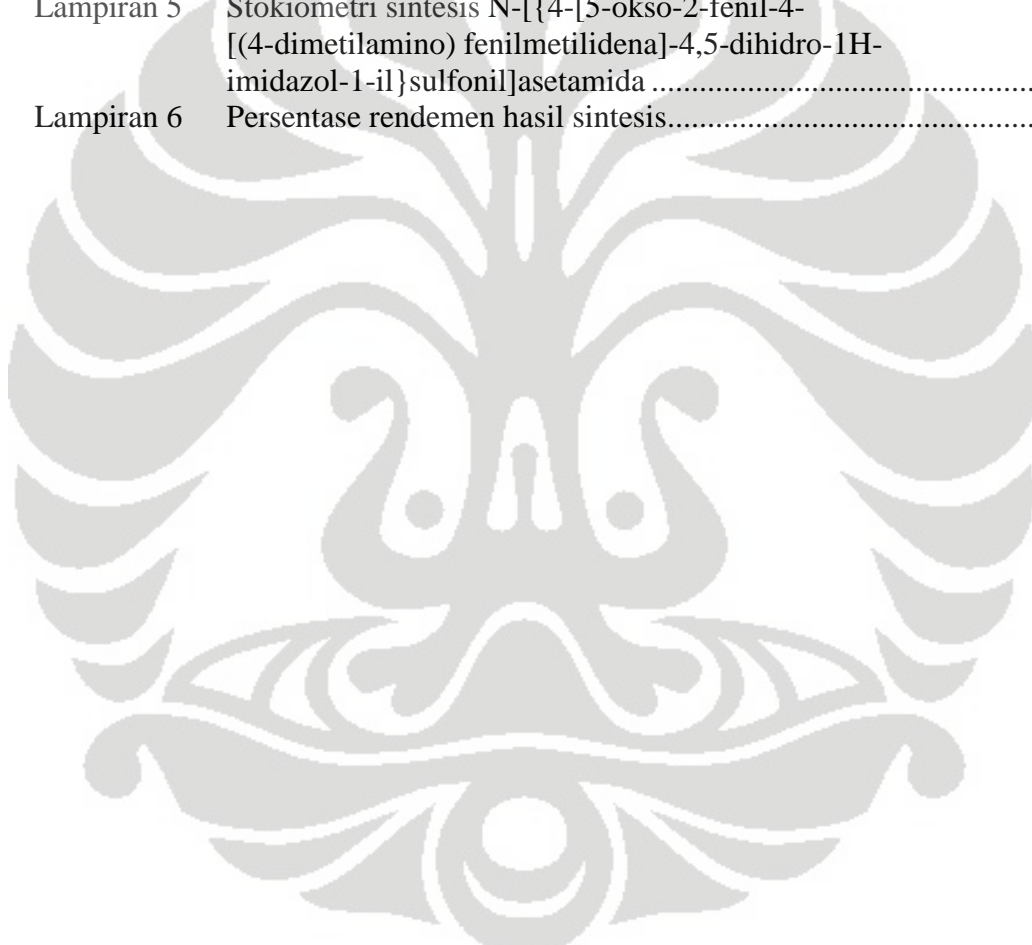 Lampiran 5 Stokiometri sintesis N-[{4-[5-okso-2-fenil-4-
[(4-dimetilamino) fenilmetilidena]-4,5-dihidro-1H-
imidazol-1-il}sulfonil]asetamida ........................................
Lampiran 6 Persentase rendemen hasil sintesis......................................